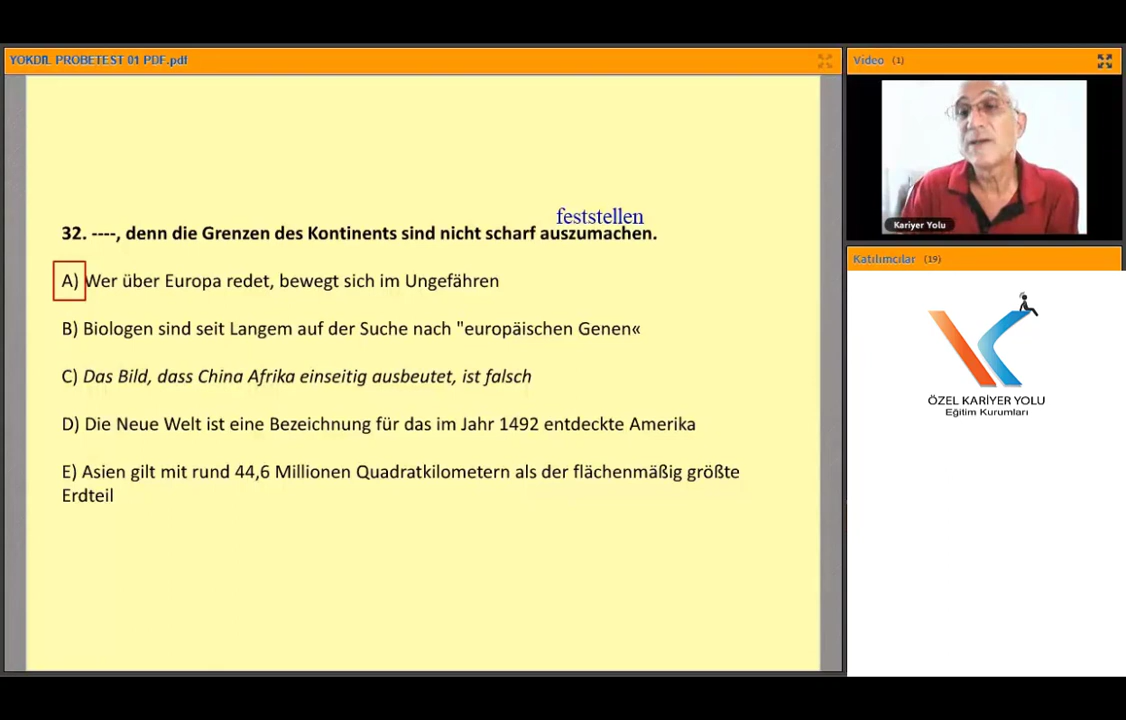 YOKDIL PROBETEST 01 PDF.pdf
Video (1)
Kariyer Yolu
Katılımcılar (19)
ÖZEL KARİYER YOLU
Eğitim Kurumları
feststellen
32. ----, denn die Grenzen des Kontinents sind nicht scharf auszumachen.
A) Wer über Europa redet, bewegt sich im Ungefähren
B) Biologen sind seit Langem auf der Suche nach "europäischen Genen«
C) Das Bild, dass China Afrika einseitig ausbeutet, ist falsch
D) Die Neue Welt ist eine Bezeichnung für das im Jahr 1492 entdeckte Amerika
E) Asien gilt mit rund 44,6 Millionen Quadratkilometern als der flächenmäßig größte
Erdteil